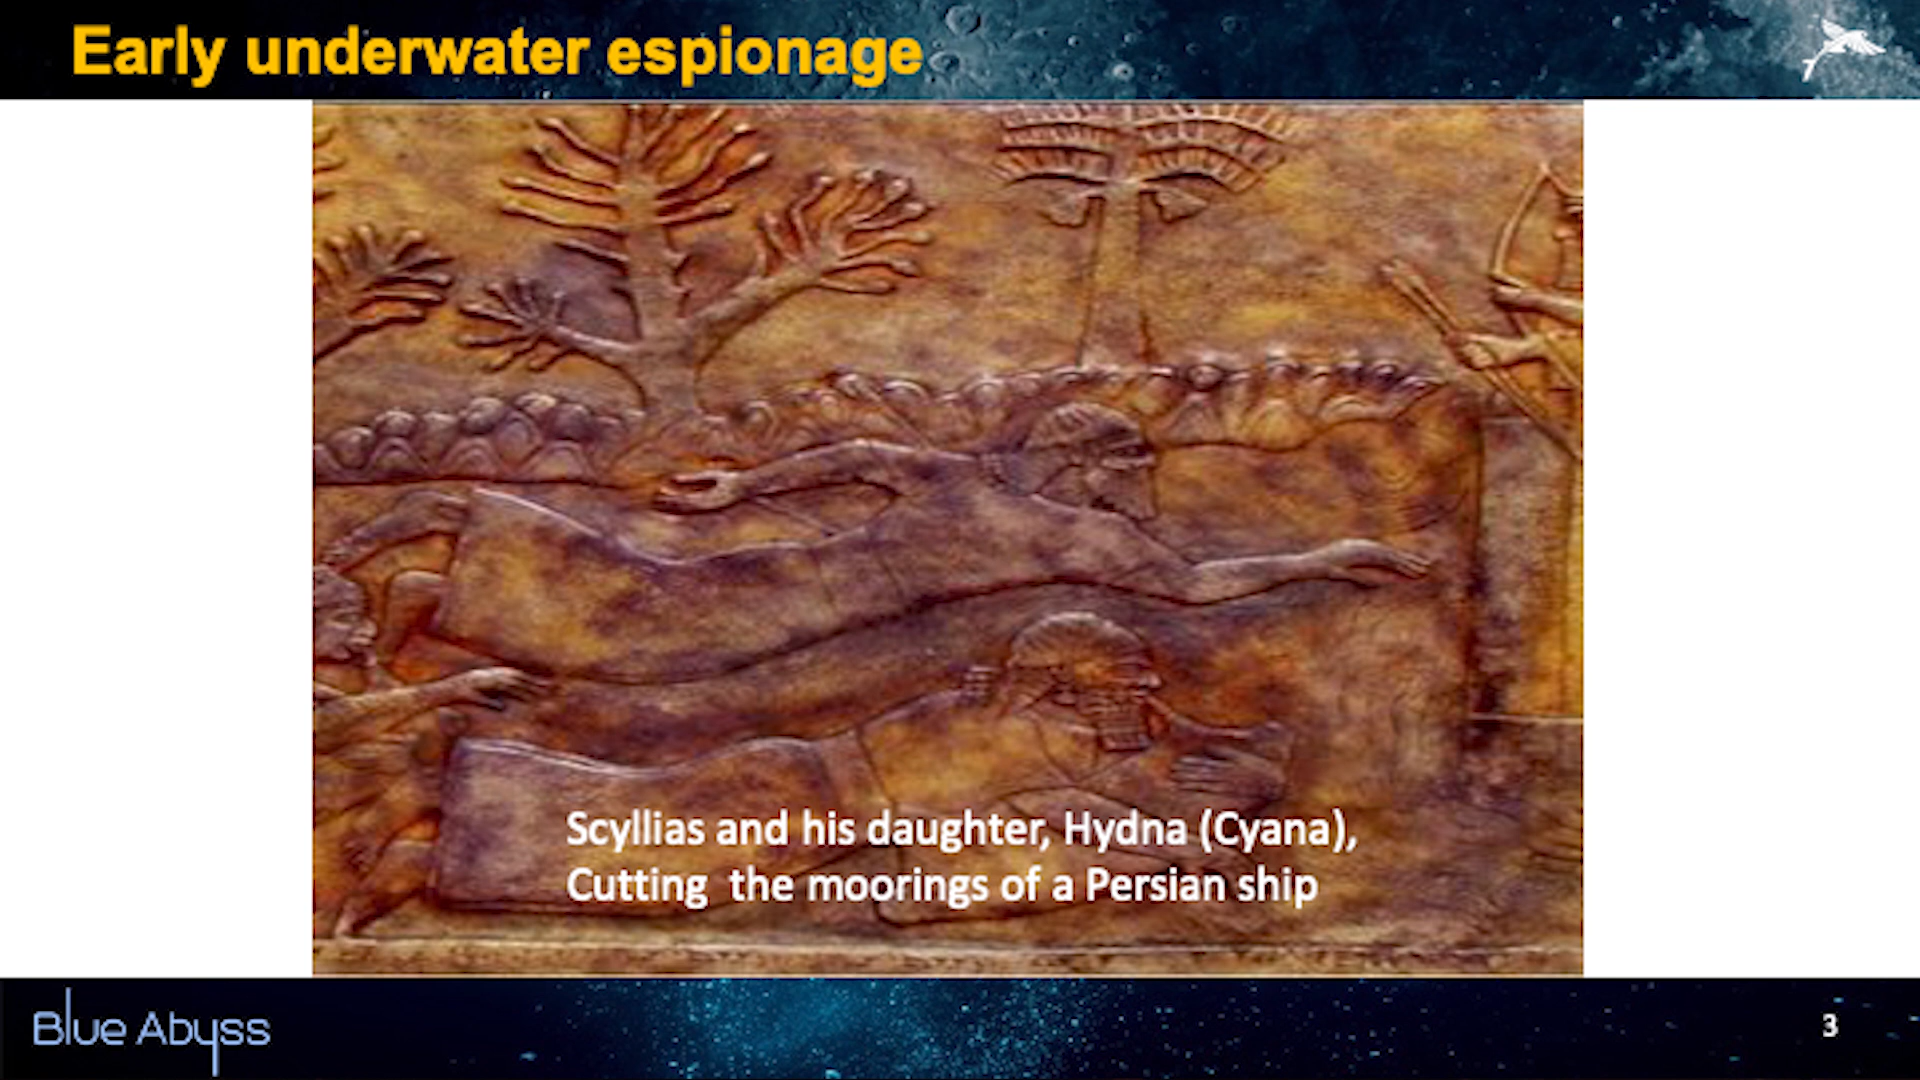 Early underwater espionage
Scyllias and his daughter, Hydna (Cyana),
Cutting the moorings of a Persian ship
Blue Abyss
3